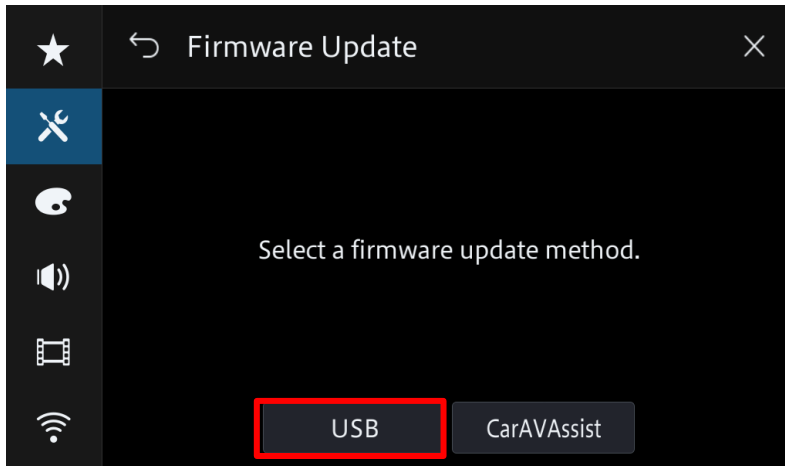 Firmware Update
Select a firmware update method.
USB
CarAVAssist